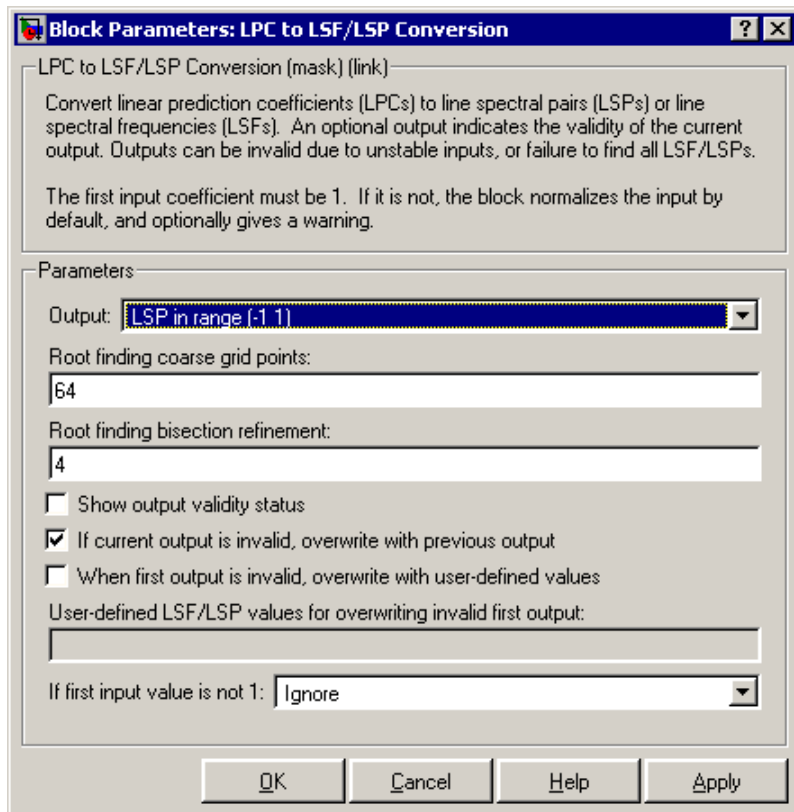 Block Parameters: LPC to LSF/LSP Conversion
LPC to LSF/LSP Conversion (mask) (link)
Convert linear prediction coefficients (LPCs) to line spectral pairs (LSPs) or line
spectral frequencies (LSFs). An optional output indicates the validity of the current
output. Outputs can be invalid due to unstable inputs, or failure to find all LSF/LSPs.
The first input coefficient must be 1. If it is not, the block normalizes the input by
default, and optionally gives a warning.
Parameters
Output: LSP in range (-1 1)
Root finding coarse grid points:
64
Root finding bisection refinement:
4
Show output validity status
If current output is invalid, overwrite with previous output
When first output is invalid, overwrite with user-defined values
User-defined LSF/LSP values for overwriting invalid first output:
If first input value is not 1: Ignore
OK Cancel Help Apply